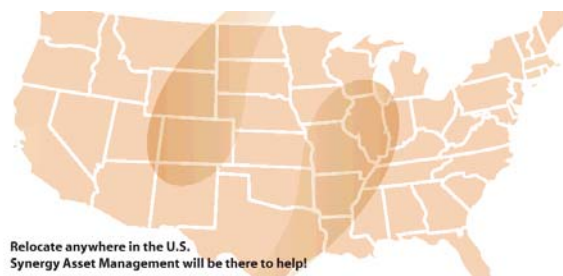 Relocate anywhere in the U.S.
Synergy Asset Management will be there to help!